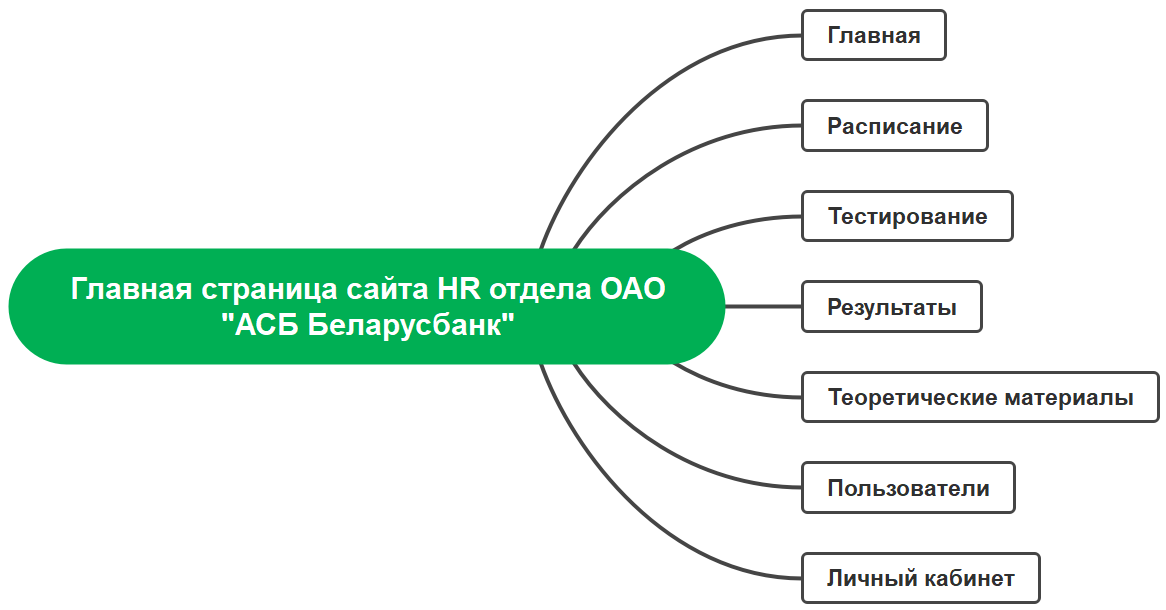 Главная
Расписание
Тестирование
Главная страница сайта HR отдела ОАО
"АСБ Беларусбанк"
Результаты
Теоретические материалы
Пользователи
Личный кабинет